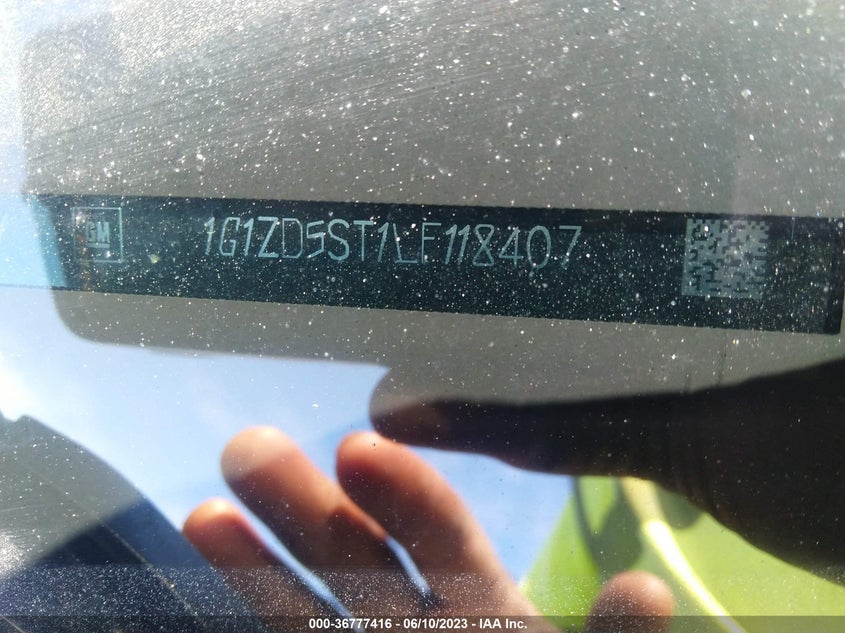 GM
1G1ZD5ST1LF118407
000-36777416 - 06/10/2023 - IAA Inc.